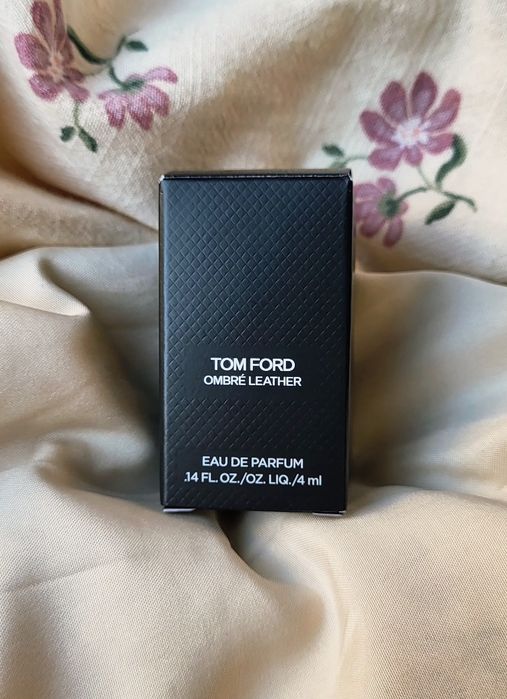 TOM FORD
OMBRÉ LEATHER
EAU DE PARFUM
.14 FL. OZ./OZ. LIQ./4 ml